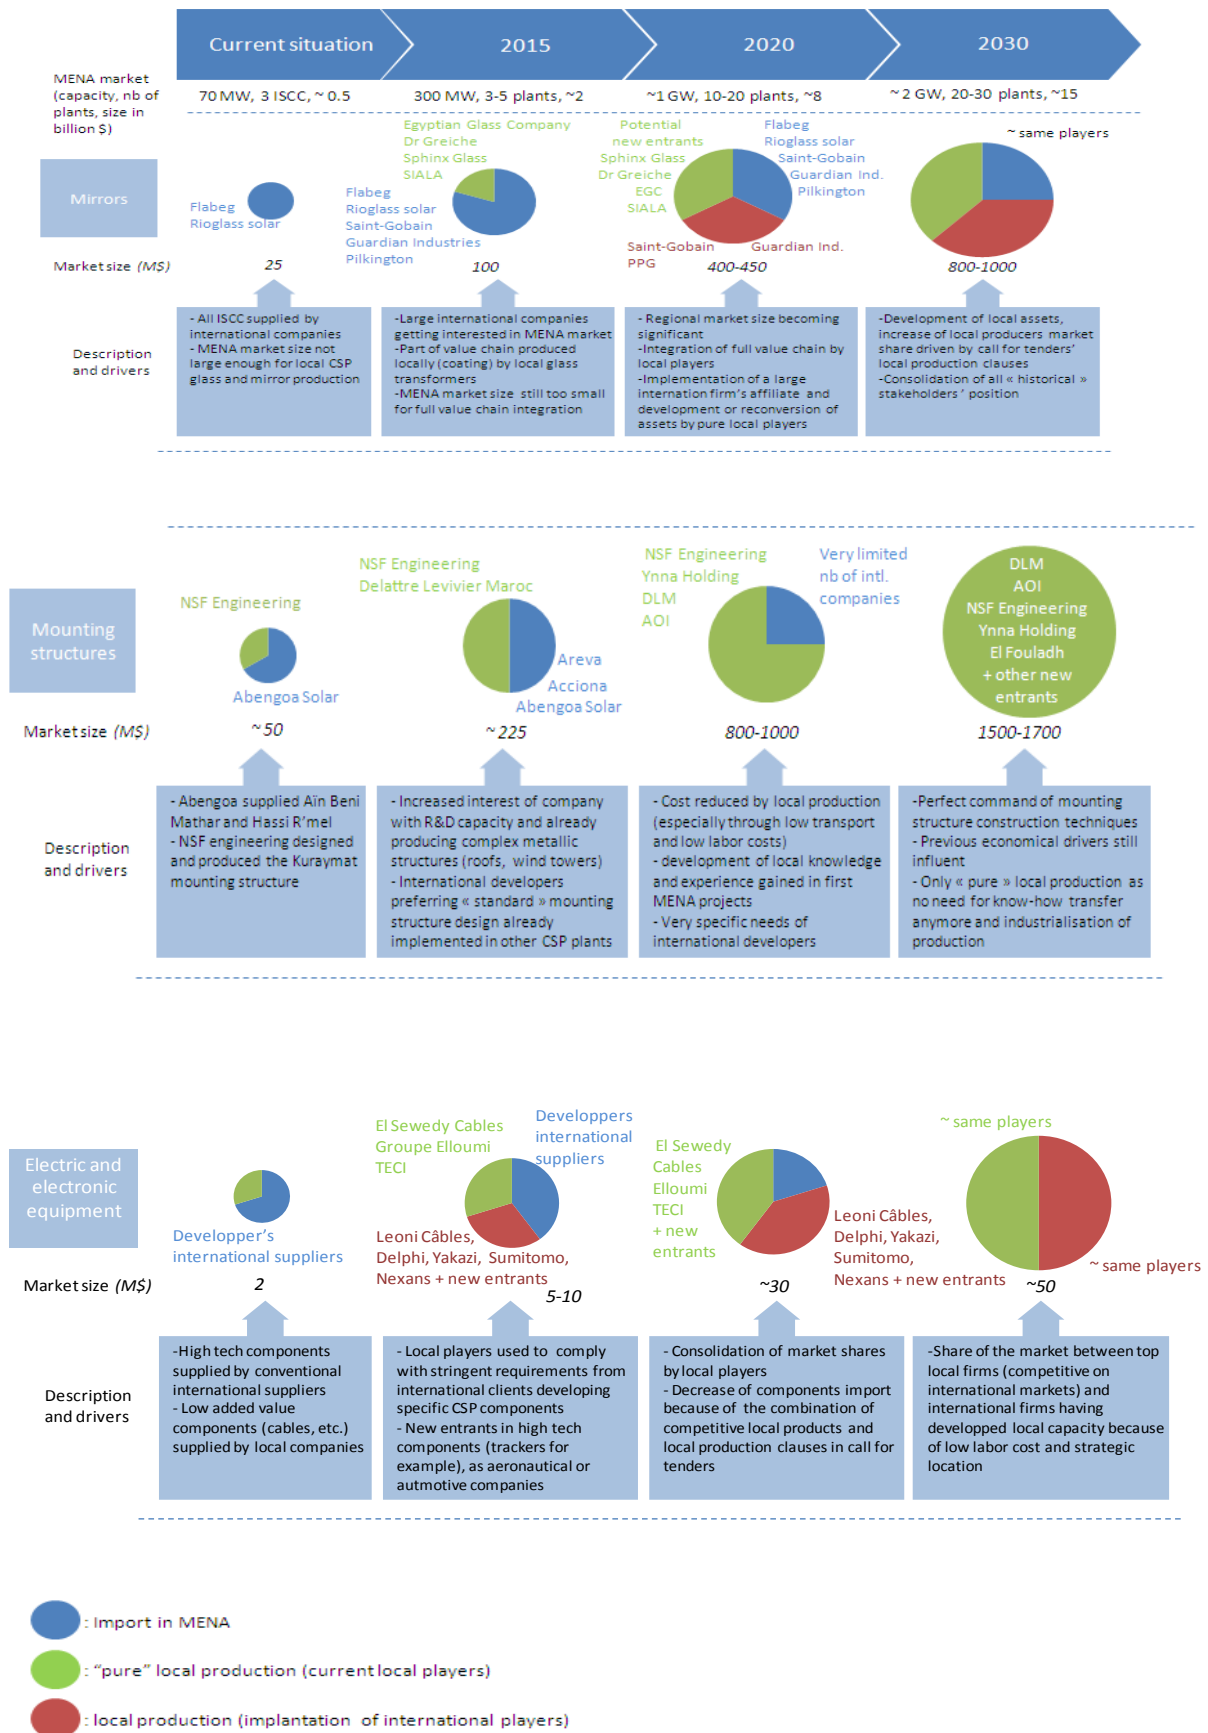 Current situation
2015
2020
2030
MENA market
(capacity, nb of
plants, size in
billion $)
70 MW, 3 ISCC, ~ 0.5
300 MW, 3-5 plants, ~2
~1 GW, 10-20 plants, ~8
~ 2 GW, 20-30 plants, ~15
Mirrors
Flabeg
Rioglass solar
Egyptian Glass Company
Dr Greiche
Sphinx Glass
SIALA
Flabeg
Rioglass solar
Saint-Gobain
Guardian Industries
Pilkington
Potential
new entrants
Sphinx Glass
Dr Greiche
EGC
SIALA
Flabeg
Rioglass solar
Saint-Gobain
Guardian Ind.
Pilkington
Saint-Gobain
PPG
Guardian Ind.
~ same players
Market size (M$)
25
100
400-450
800-1000
Description
and drivers
- All ISCC supplied by
international companies
- MENA market size not
large enough for local CSP
glass and mirror production
-Large international companies
getting interested in MENA market
-Part of value chain produced
locally (coating) by local glass
transformers
-MENA market size still too small
for full value chain integration
- Regional market size becoming
significant
-Integration of full value chain by
local players
-Implementation of a large
internation firm's affiliate and
development or reconversion of
assets by pure local players
-Development of local assets,
increase of local producers market
share driven by call for tenders'
local production clauses
-Consolidation of all « historical »
stakeholders' position
Mounting
structures
NSF Engineering
Abengoa Solar
NSF Engineering
Delattre Levivier Maroc
Areva
Acciona
Abengoa Solar
NSF Engineering
Ynna Holding
DLM
AOI
Very limited
nb of intl.
companies
DLM
AOI
NSF Engineering
Ynna Holding
El Fouladh
+ other new
entrants
Market size (M$)
~ 50
~ 225
800-1000
1500-1700
Description
and drivers
- Abengoa supplied Aïn Beni
Mathar and Hassi R'mel
- NSF engineering designed
and produced the Kuraymat
mounting structure
- Increased interest of company
with R&D capacity and already
producing complex metallic
structures (roofs, wind towers)
- International developers
preferring « standard » mounting
structure design already
implemented in other CSP plants
- Cost reduced by local production
(especially through low transport
and low labor costs)
- development of local knowledge
and experience gained in first
MENA projects
- Very specific needs of
international developers
-Perfect command of mounting
structure construction techniques
- Previous economical drivers still
influent
- Only « pure » local production as
no need for know-how transfer
anymore and industrialisation of
production
Electric and
electronic
equipment
Developper's
international suppliers
El Sewedy Cables
Groupe Elloumi
TECI
Developpers
international
suppliers
Leoni Câbles,
Delphi, Yakazi, Sumitomo,
Nexans + new entrants
El Sewedy
Cables
Elloumi
TECI
+ new
entrants
Leoni Câbles,
Delphi, Yakazi,
Sumitomo,
Nexans + new entrants
~ same players
~ same players
Market size (M$)
2
5-10
~30
~50
Description
and drivers
-High tech components
supplied by conventional
international suppliers
- Low added value
components (cables, etc.)
supplied by local companies
- Local players used to comply
with stringent requirements from
international clients developing
specific CSP components
- New entrants in high tech
components (trackers for
example), as aeronautical or
autmotive companies
- Consolidation of market shares
by local players
- Decrease of components import
because of the combination of
competitive local products and
local production clauses in call for
tenders
-Share of the market between top
local firms (competitive on
international markets) and
international firms having
developped local capacity because
of low labor cost and strategic
location
: Import in MENA
: "pure" local production (current local players)
: local production (implantation of international players)